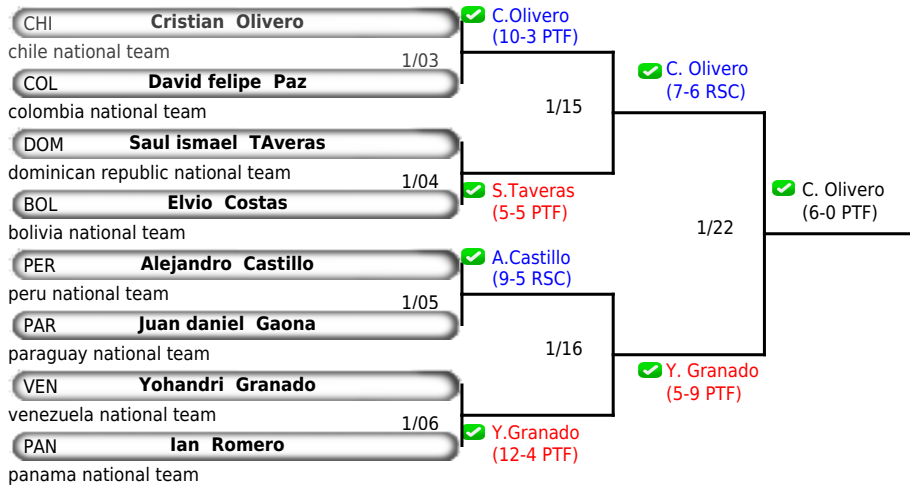 CHI Cristian Olivero
chile national team
1/03
COL David felipe Paz
colombia national team
DOM Saul ismael TAveras
dominican republic national team
1/04
BOL Elvio Costas
bolivia national team
PER Alejandro Castillo
peru national team
1/05
PAR Juan daniel Gaona
paraguay national team
VEN Yohandri Granado
venezuela national team
1/06
PAN Ian Romero
panama national team
C.Olivero
(10-3 PTF)
1/15
S.Taveras
(5-5 PTF)
A.Castillo
(9-5 RSC)
1/16
Y.Granado
(12-4 PTF)
C. Olivero
(7-6 RSC)
1/22
Y. Granado
(5-9 PTF)
C. Olivero
(6-0 PTF)